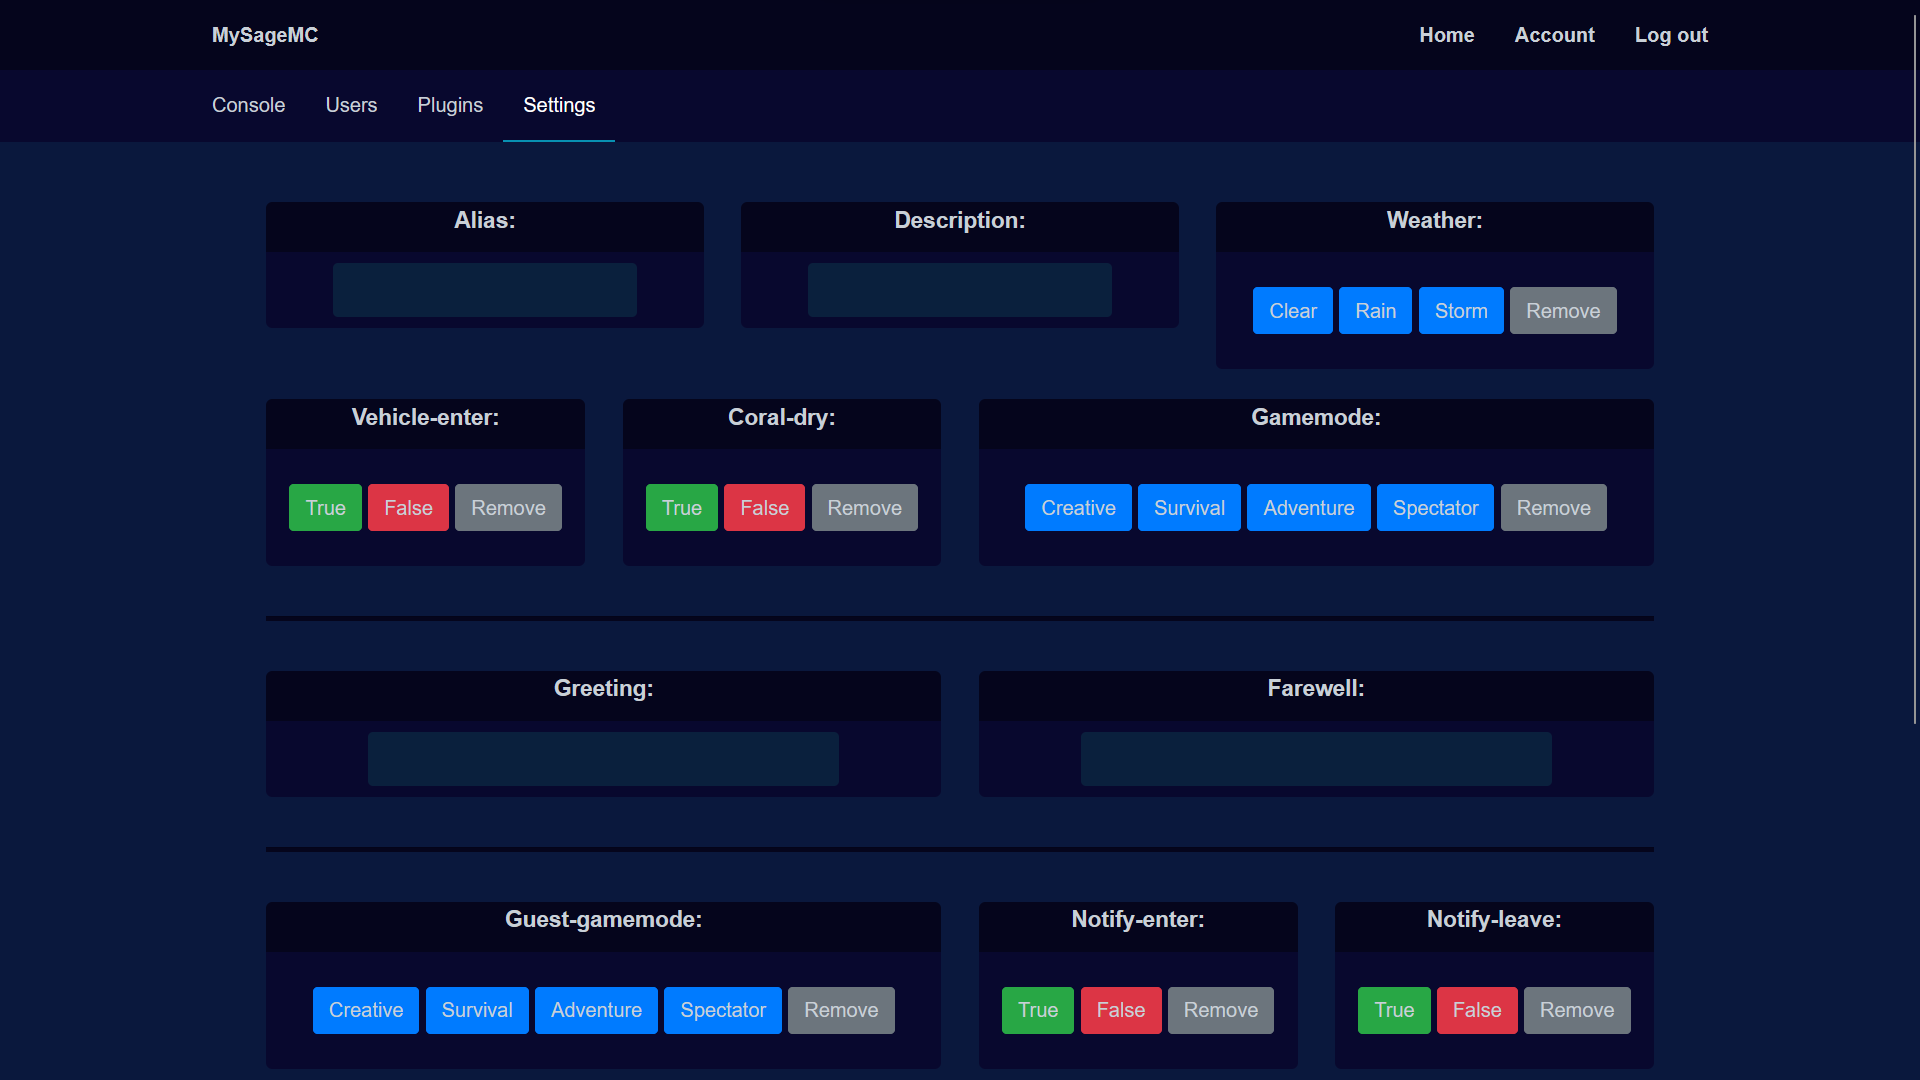 MySageMC Home Account Log out
Console Users Plugins Settings
Alias: Description: Weather:
Clear Rain Storm Remove
Vehicle-enter: Coral-dry: Gamemode:
True False Remove True False Remove Creative Survival Adventure Spectator Remove
Greeting: Farewell:
Guest-gamemode: Notify-enter: Notify-leave:
Creative Survival Adventure Spectator Remove True False Remove True False Remove